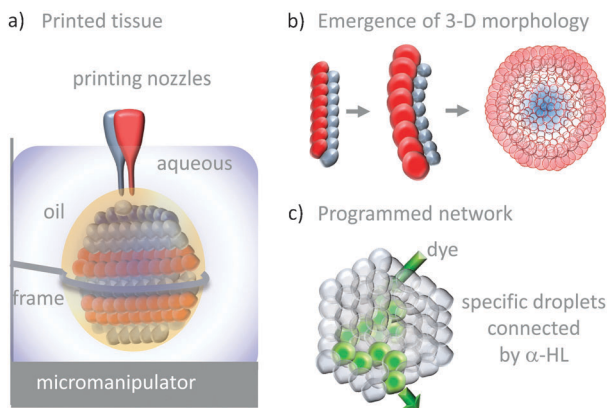 a) Printed tissue
printing nozzles
aqueous
oil
frame
micromanipulator
b) Emergence of 3-D morphology
c) Programmed network
dye
specific droplets
connected
by α-HL